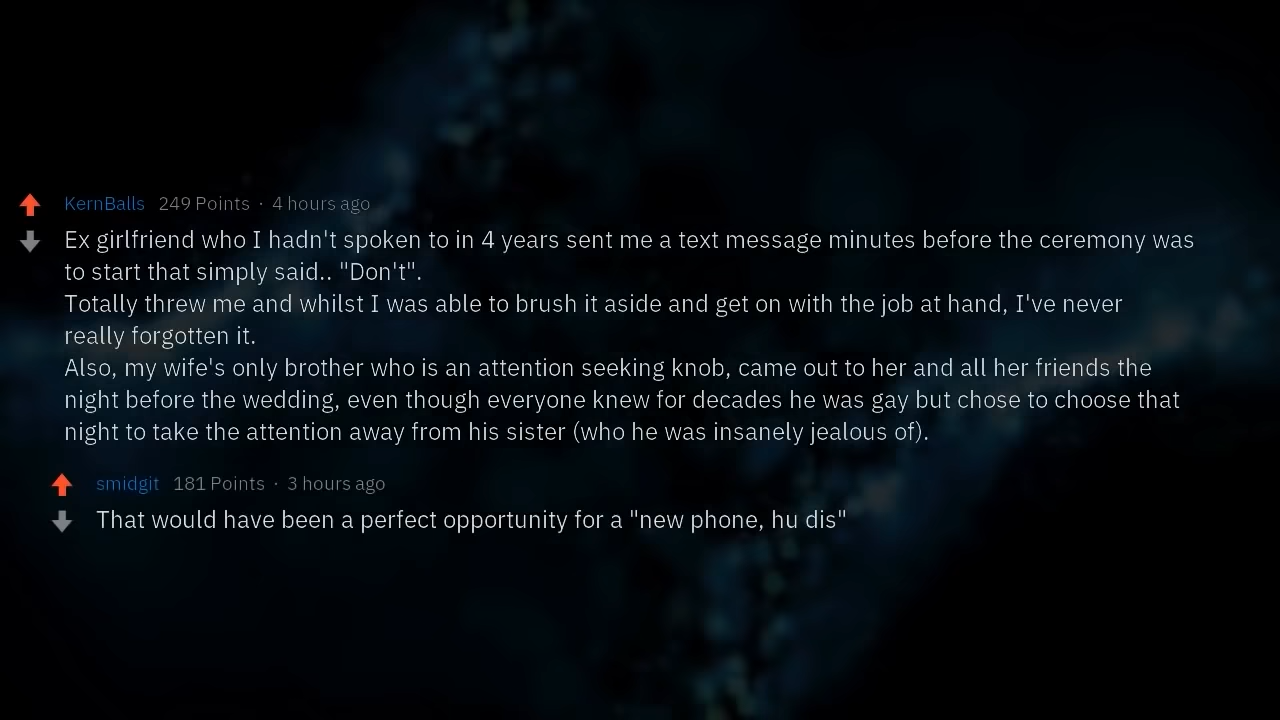 KernBalls 249 Points · 4 hours ago
Ex girlfriend who I hadn't spoken to in 4 years sent me a text message minutes before the ceremony was
to start that simply said.. "Don't".
Totally threw me and whilst I was able to brush it aside and get on with the job at hand, I've never
really forgotten it.
Also, my wife's only brother who is an attention seeking knob, came out to her and all her friends the
night before the wedding, even though everyone knew for decades he was gay but chose to choose that
night to take the attention away from his sister (who he was insanely jealous of).
smidgit 181 Points · 3 hours ago
That would have been a perfect opportunity for a "new phone, hu dis"